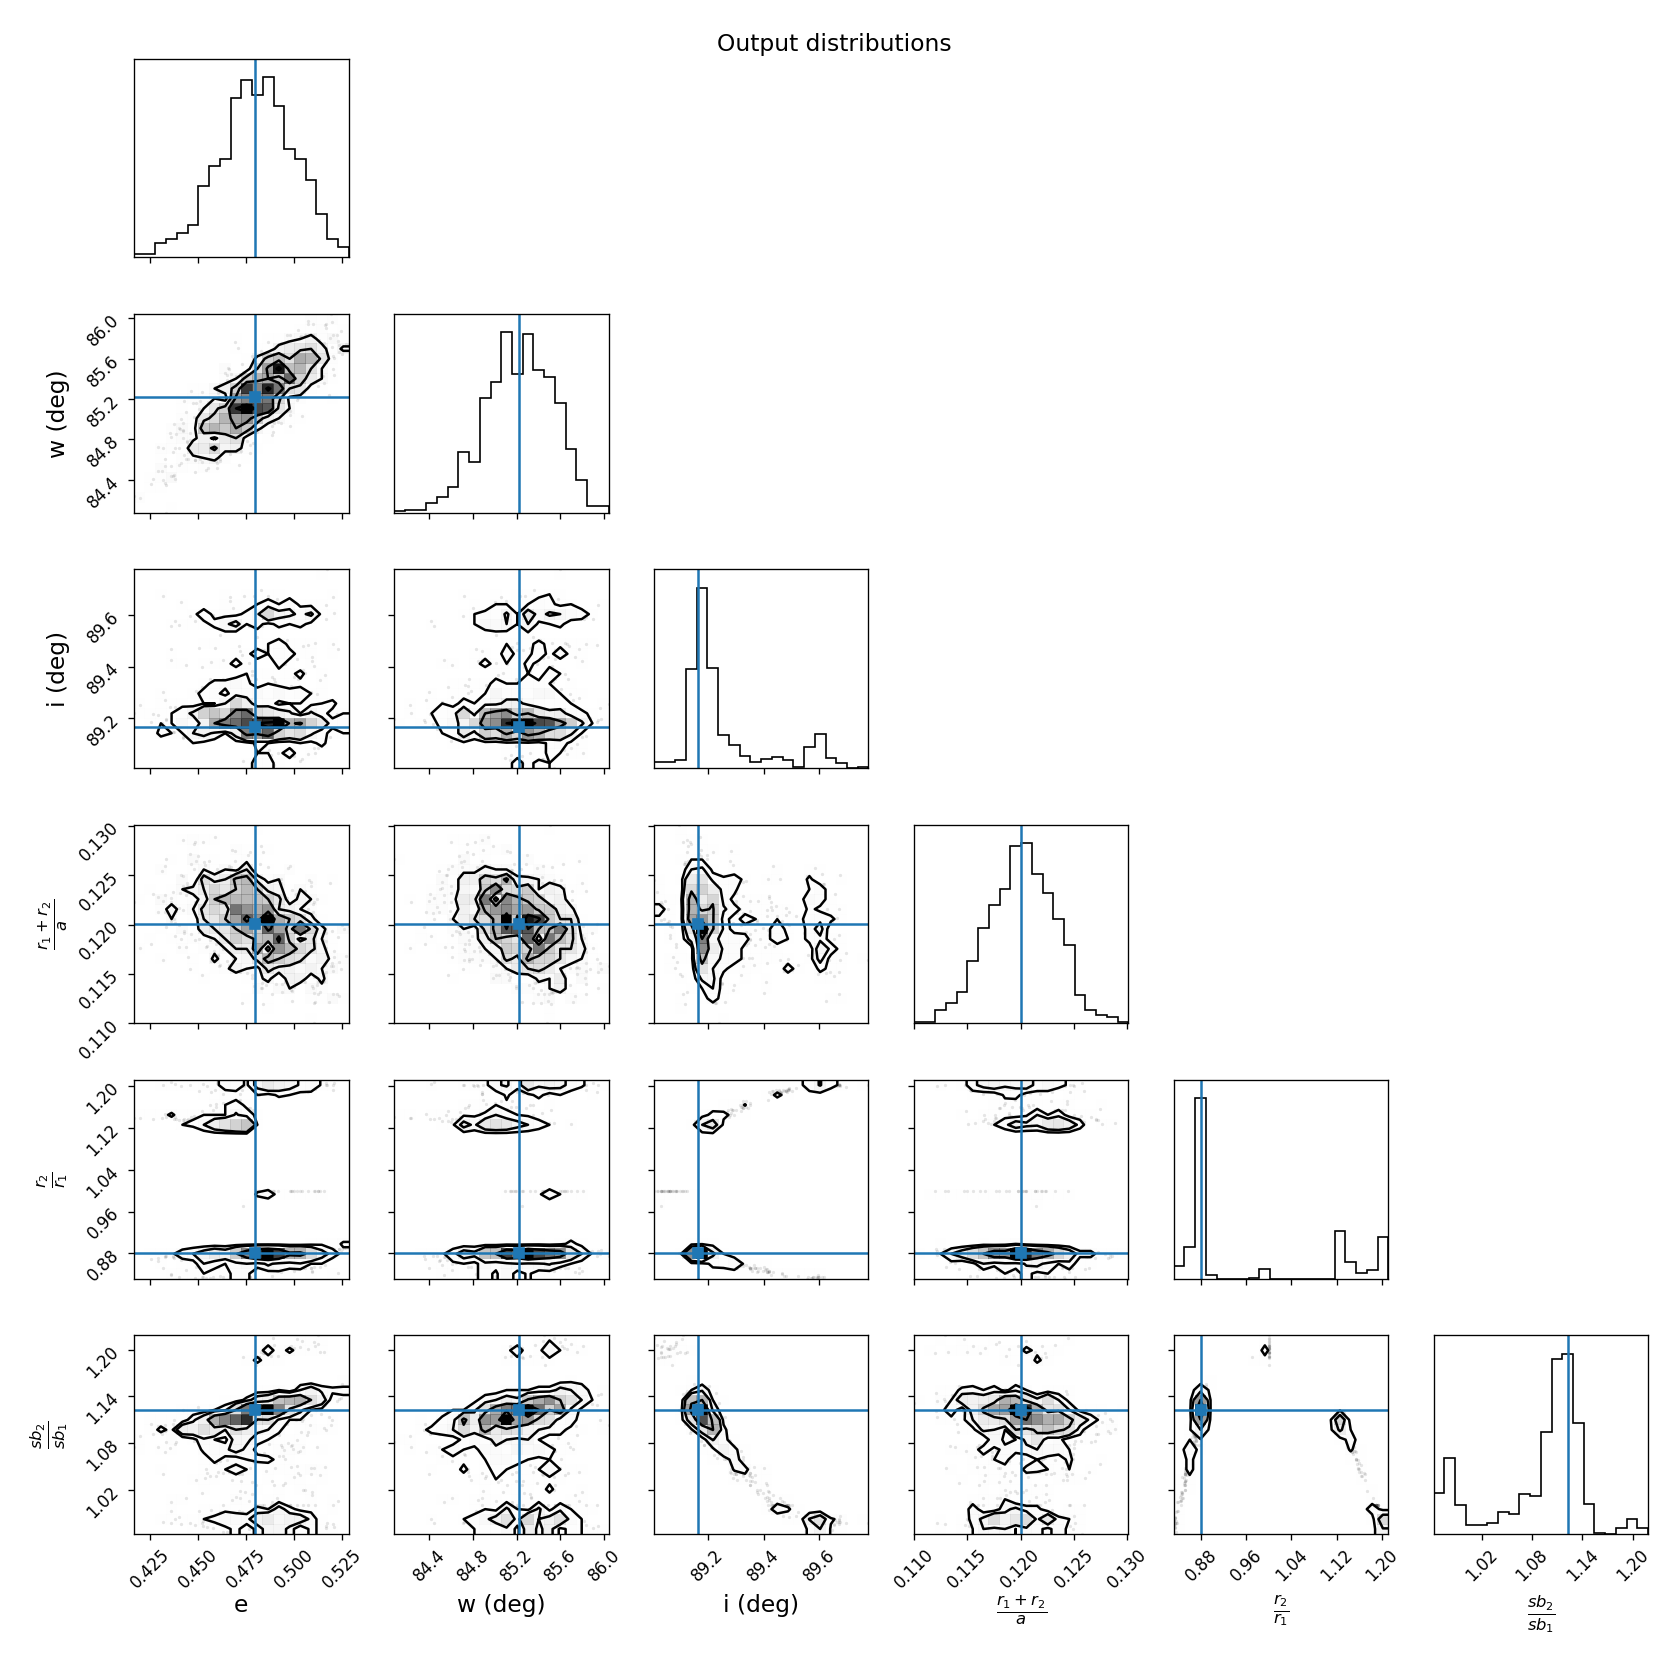 Output distributions
86.0
85.6
85.2
84.8
84.4
w (deg)
89.6
89.4
89.2
i (deg)
0.130
0.125
0.120
0.115
0.110
r₁ + r₂
a
1.20
1.12
1.04
0.96
0.88
r₂
r₁
1.20
1.14
1.08
1.02
sb₂
sb₁
0.425 0.450 0.475 0.500 0.525
84.4 84.8 85.2 85.6 86.0
89.2 89.4 89.6
0.110 0.115 0.120 0.125 0.130
0.88 0.96 1.04 1.12 1.20
1.02 1.08 1.14 1.20
e
w (deg)
i (deg)
r₁ + r₂
a
r₂
r₁
sb₂
sb₁